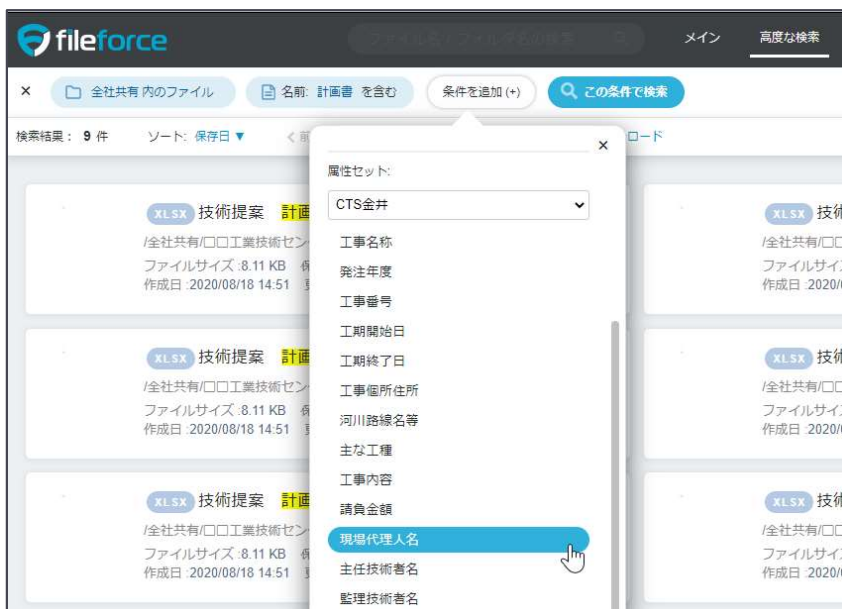 fileforce
ファイル名・フォルダ名の検索
メイン
高度な検索
×
全社共有 内のファイル
名前: 計画書 を含む
条件を追加 (+)
この条件で検索
検索結果： 9 件
ソート: 保存日▼
< 前
ロード
×
属性セット:
CTS金井
工事名称
発注年度
工事番号
工期開始日
工期終了日
工事個所住所
河川路線名等
主な工種
工事内容
請負金額
現場代理人名
主任技術者名
監理技術者名
XLSX 技術提案 計画
/全社共有/□□工業技術セン
ファイルサイズ :8.11 KB
作成日 :2020/08/18 14:51
XLSX 技術
/全社共有/□□
ファイルサイ
作成日 :2020/
XLSX 技術提案 計画
/全社共有/□□工業技術セン
ファイルサイズ :8.11 KB
作成日 :2020/08/18 14:51
XLSX 技術
/全社共有/□□
ファイルサイ
作成日 :2020/
XLSX 技術提案 計画
/全社共有/□□工業技術セン
ファイルサイズ :8.11 KB
作成日 :2020/08/18 14:51
XLSX 技術
/全社共有/□□
ファイルサイ
作成日 :2020/